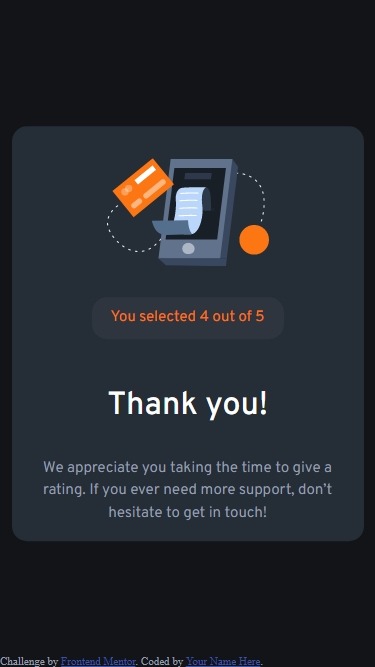 You selected 4 out of 5
Thank you!
We appreciate you taking the time to give a
rating. If you ever need more support, don’t
hesitate to get in touch!
Challenge by Frontend Mentor. Coded by Your Name Here.